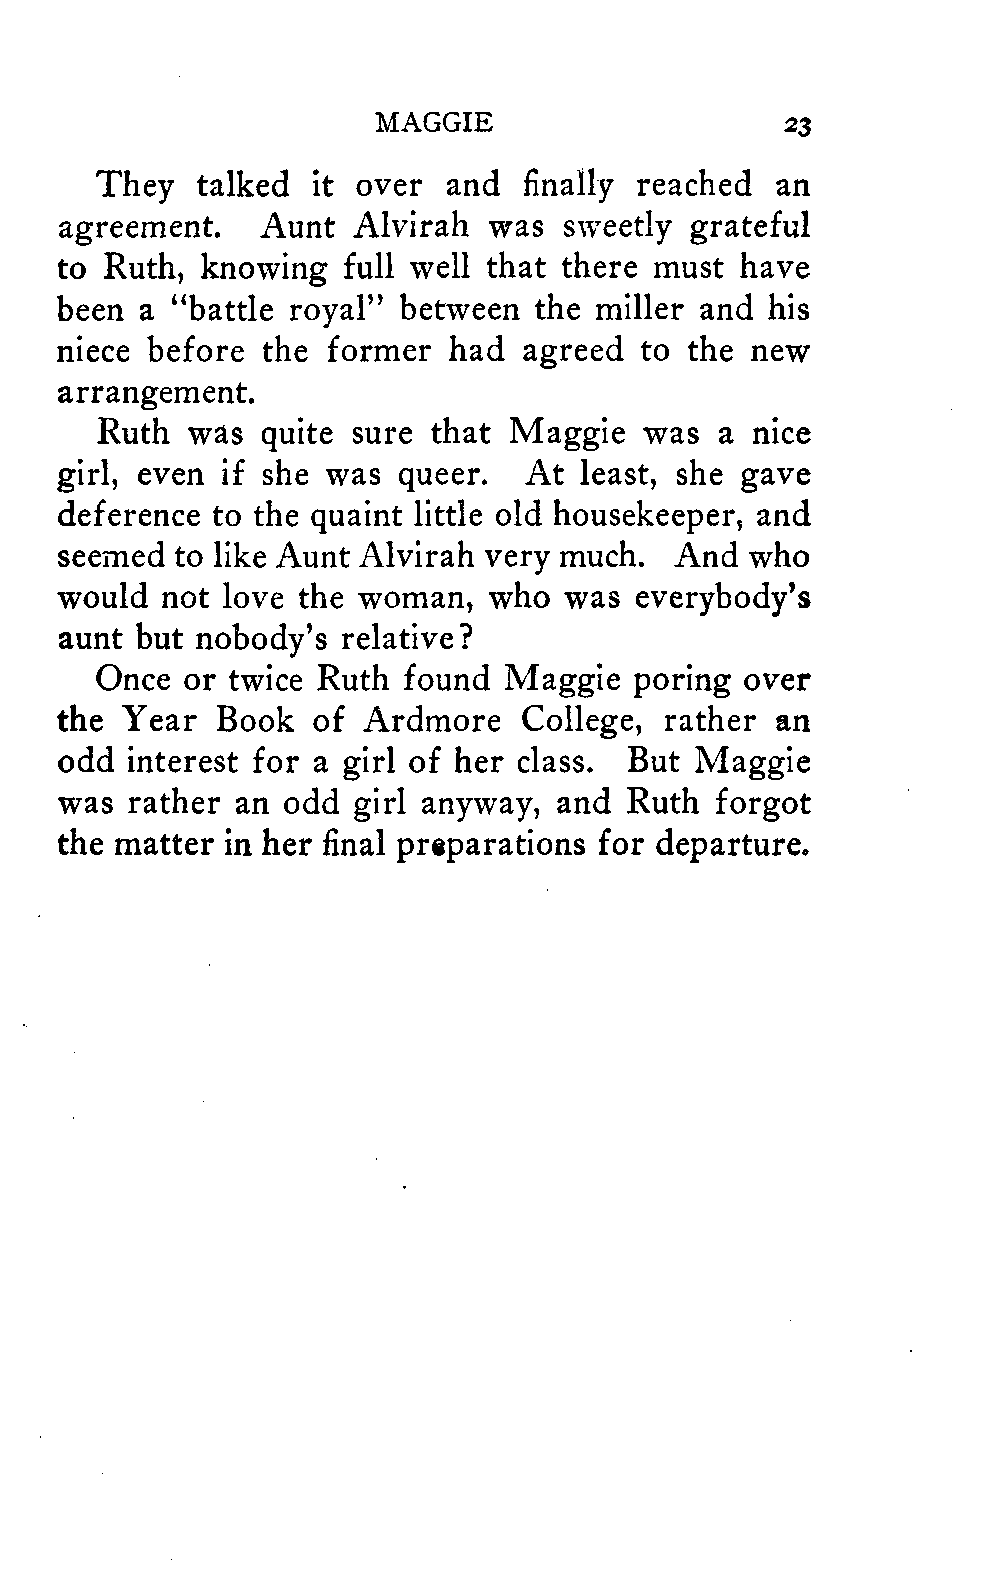 MAGGIE 23
They talked it over and finally reached an
agreement. Aunt Alvirah was sweetly grateful
to Ruth, knowing full well that there must have
been a "battle royal" between the miller and his
niece before the former had agreed to the new
arrangement.
Ruth was quite sure that Maggie was a nice
girl, even if she was queer. At least, she gave
deference to the quaint little old housekeeper, and
seemed to like Aunt Alvirah very much. And who
would not love the woman, who was everybody's
aunt but nobody's relative?
Once or twice Ruth found Maggie poring over
the Year Book of Ardmore College, rather an
odd interest for a girl of her class. But Maggie
was rather an odd girl anyway, and Ruth forgot
the matter in her final preparations for departure.